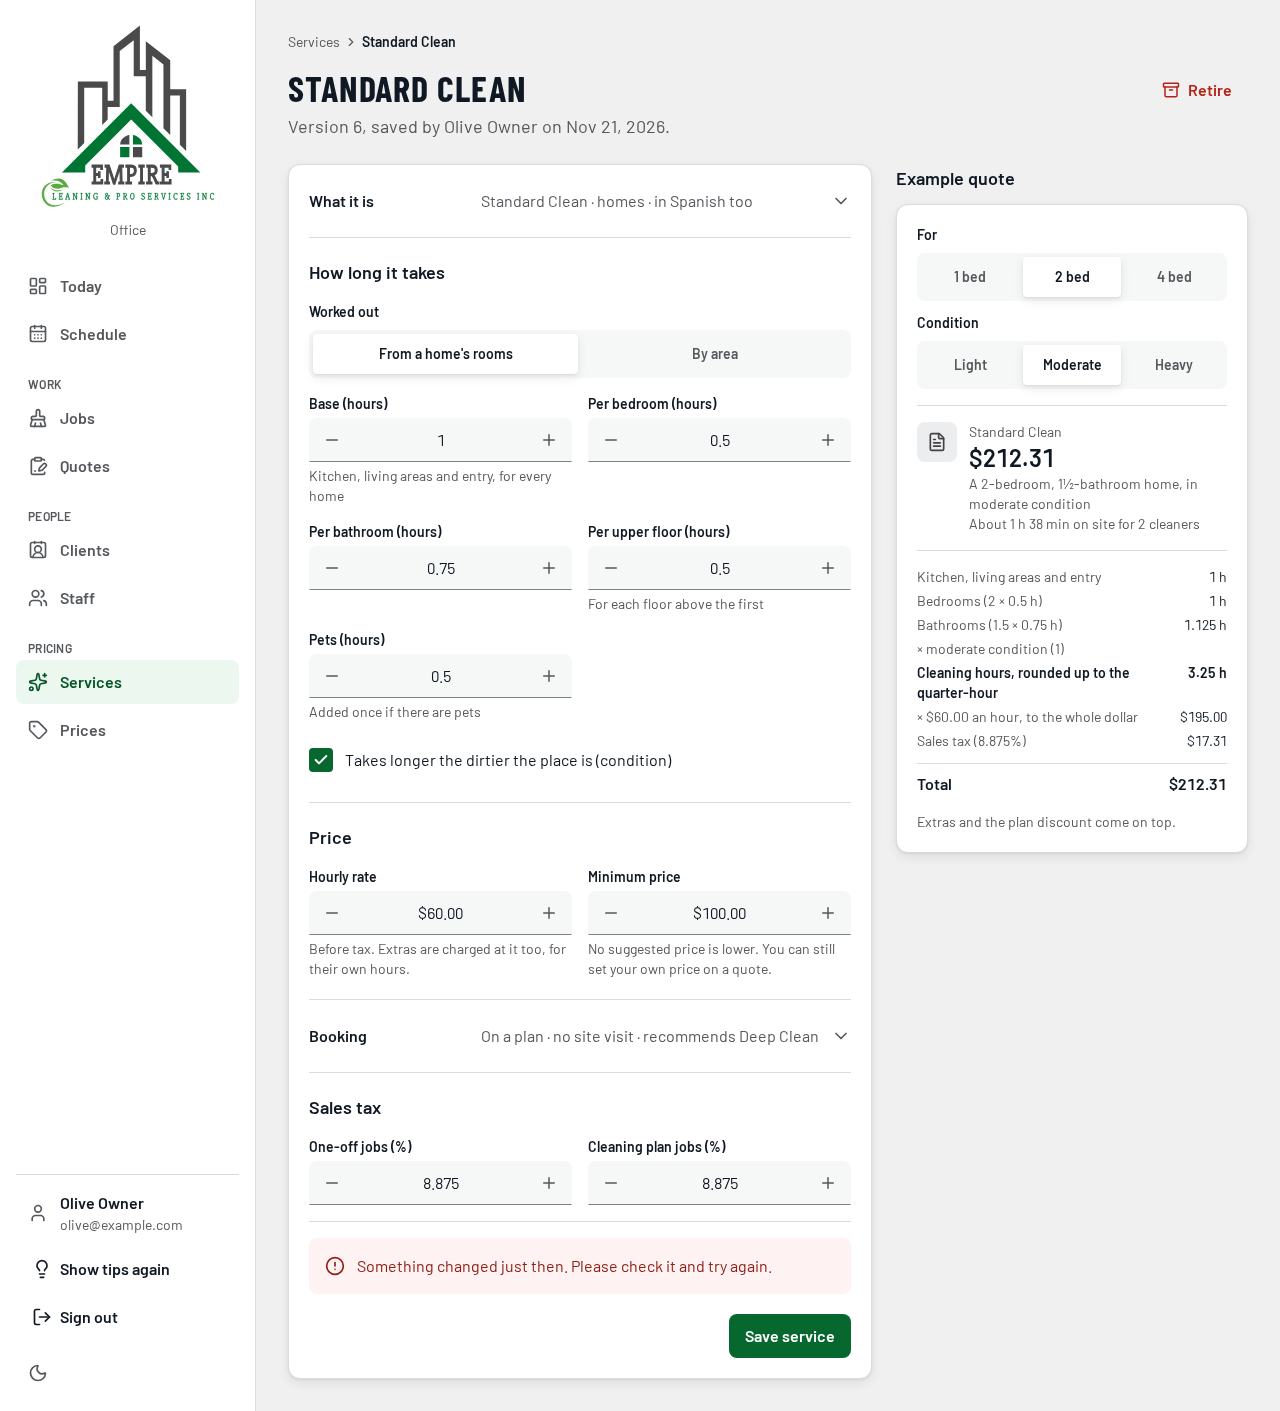 EMPIRE
LEANING & PRO SERVICES INC
Office
Today
Schedule
WORK
Jobs
Quotes
PEOPLE
Clients
Staff
PRICING
Services
Prices
Olive Owner
olive@example.com
Show tips again
Sign out
Services > Standard Clean
STANDARD CLEAN
Retire
Version 6, saved by Olive Owner on Nov 21, 2026.
What it is
Standard Clean · homes · in Spanish too
How long it takes
Worked out
From a home's rooms
By area
Base (hours)
Per bedroom (hours)
1
0.5
Kitchen, living areas and entry, for every
home
Per bathroom (hours)
Per upper floor (hours)
0.75
0.5
For each floor above the first
Pets (hours)
0.5
Added once if there are pets
Takes longer the dirtier the place is (condition)
Price
Hourly rate
Minimum price
$60.00
$100.00
Before tax. Extras are charged at it too, for
their own hours.
No suggested price is lower. You can still
set your own price on a quote.
Booking
On a plan · no site visit · recommends Deep Clean
Sales tax
One-off jobs (%)
Cleaning plan jobs (%)
8.875
8.875
Something changed just then. Please check it and try again.
Save service
Example quote
For
1 bed
2 bed
4 bed
Condition
Light
Moderate
Heavy
Standard Clean
$212.31
A 2-bedroom, 1½-bathroom home, in
moderate condition
About 1 h 38 min on site for 2 cleaners
Kitchen, living areas and entry 1 h
Bedrooms (2 × 0.5 h) 1 h
Bathrooms (1.5 × 0.75 h) 1.125 h
× moderate condition (1)
Cleaning hours, rounded up to the 3.25 h
quarter-hour
× $60.00 an hour, to the whole dollar $195.00
Sales tax (8.875%) $17.31
Total $212.31
Extras and the plan discount come on top.